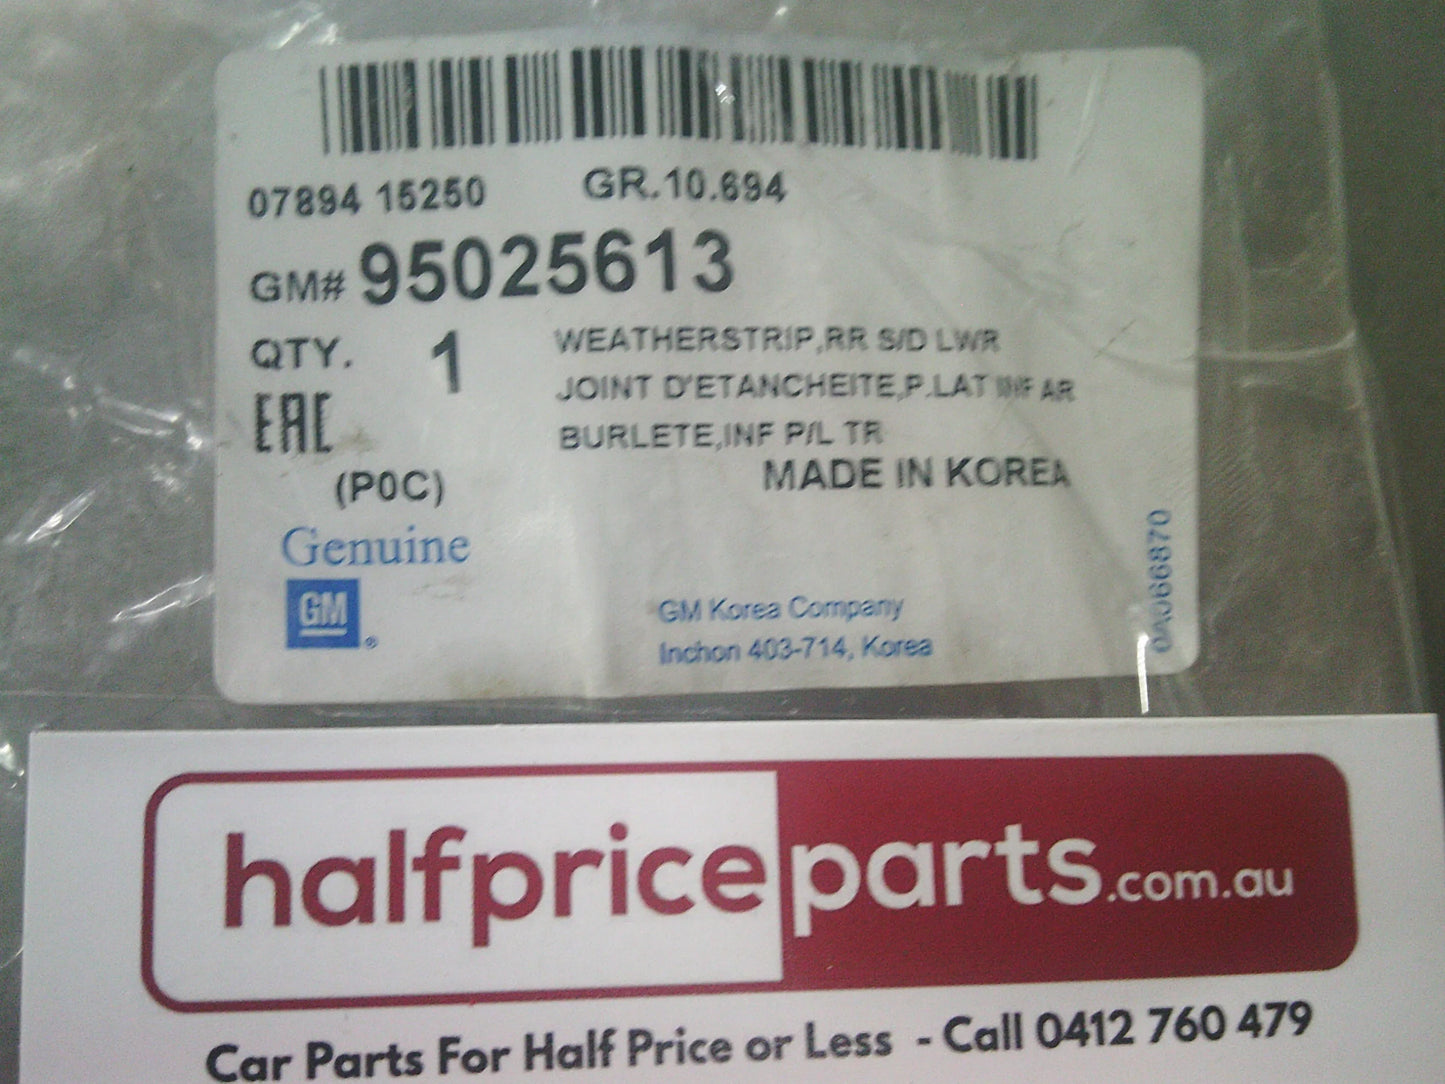 07894 15250 GR.10.694
GM# 95025613
QTY. 1
WEATHERSTRIP,RR S/D LWR
JOINT D'ETANCHEITE,P.LAT INF AR
BURLETE,INF P/L TR
EAC
(P0C)
MADE IN KOREA
Genuine
GM®
GM Korea Company
Inchon 403-714, Korea
0A066870
halfpriceparts.com.au
Car Parts For Half Price or Less - Call 0412 760 479